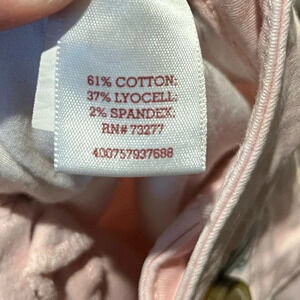 61% COTTON;
37% LYOCELL;
2% SPANDEX;
RN# 73277
400757937688